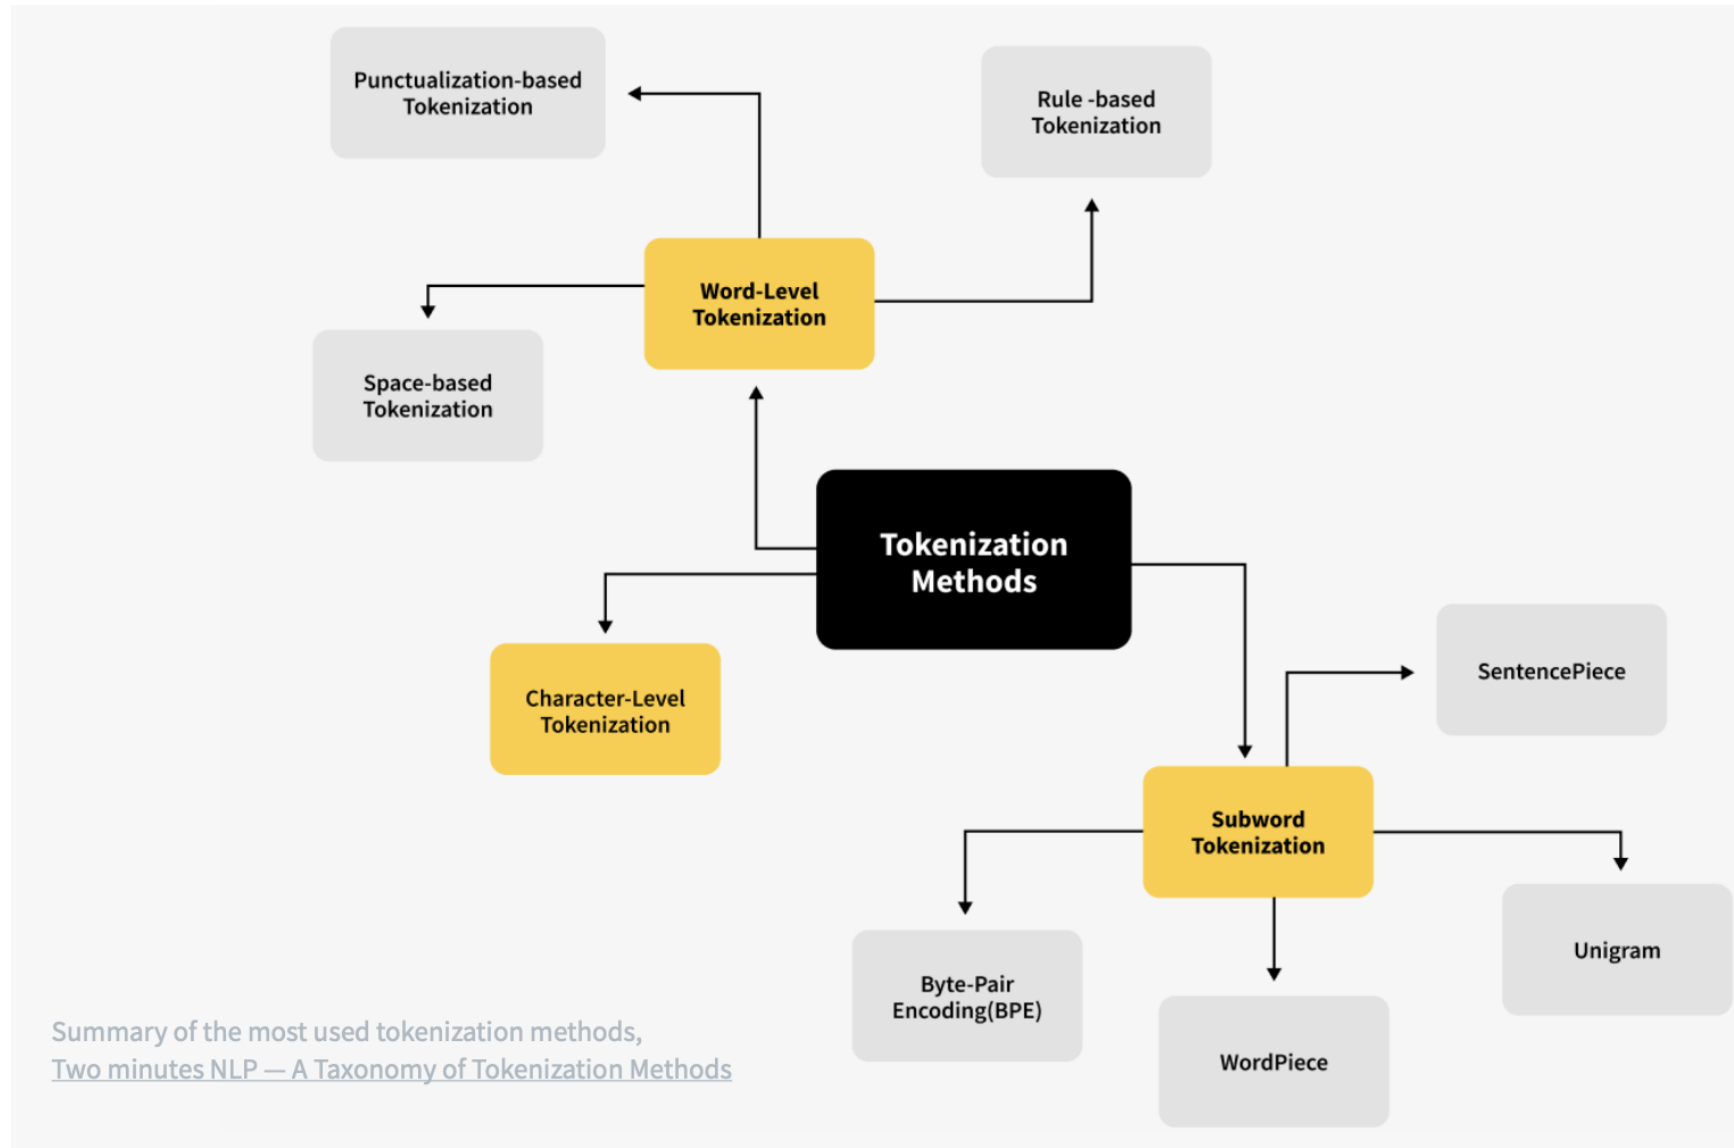 Punctualization-based
Tokenization
Rule -based
Tokenization
Word-Level
Tokenization
Space-based
Tokenization
Tokenization
Methods
Character-Level
Tokenization
SentencePiece
Subword
Tokenization
Unigram
Byte-Pair
Encoding(BPE)
WordPiece
Summary of the most used tokenization methods,
Two minutes NLP — A Taxonomy of Tokenization Methods